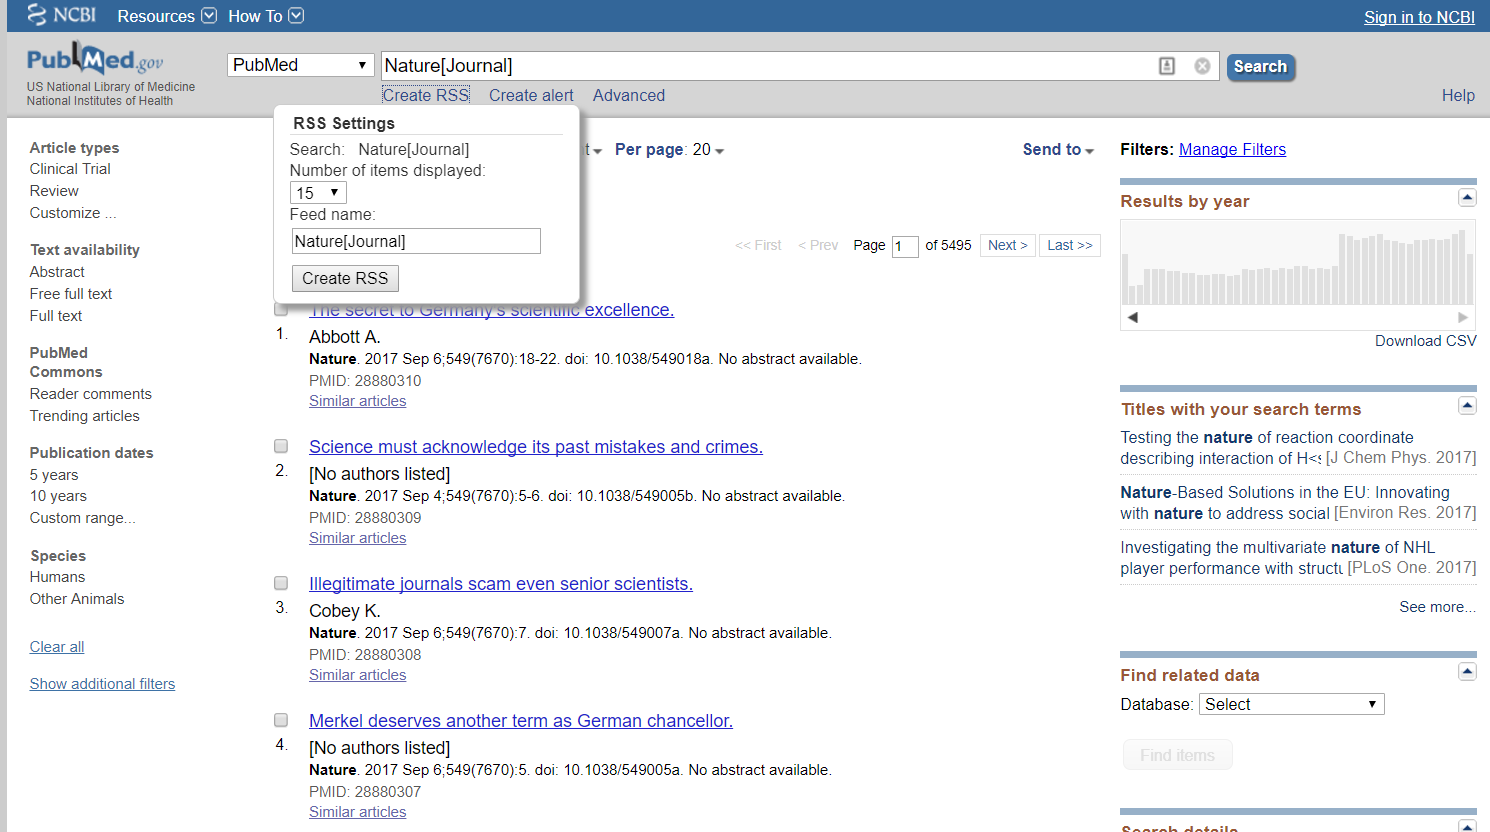 NCBI Resources How To Sign in to NCBI
PubMed.gov
US National Library of Medicine
National Institutes of Health
PubMed Nature[Journal] Search
Create RSS Create alert Advanced Help
RSS Settings
Search: Nature[Journal]
Number of items displayed:
15
Feed name:
Nature[Journal]
Create RSS
Article types
Clinical Trial
Review
Customize ...
Text availability
Abstract
Free full text
Full text
PubMed
Commons
Reader comments
Trending articles
Publication dates
5 years
10 years
Custom range...
Species
Humans
Other Animals
Clear all
Show additional filters
t Per page: 20 Send to
<< First < Prev Page 1 of 5495 Next > Last >>
The secret to Germany's scientific excellence.
1. Abbott A.
Nature. 2017 Sep 6;549(7670):18-22. doi: 10.1038/549018a. No abstract available.
PMID: 28880310
Similar articles
Science must acknowledge its past mistakes and crimes.
2. [No authors listed]
Nature. 2017 Sep 4;549(7670):5-6. doi: 10.1038/549005b. No abstract available.
PMID: 28880309
Similar articles
Illegitimate journals scam even senior scientists.
3. Cobey K.
Nature. 2017 Sep 6;549(7670):7. doi: 10.1038/549007a. No abstract available.
PMID: 28880308
Similar articles
Merkel deserves another term as German chancellor.
4. [No authors listed]
Nature. 2017 Sep 6;549(7670):5. doi: 10.1038/549005a. No abstract available.
PMID: 28880307
Similar articles
Filters: Manage Filters
Results by year
Download CSV
Titles with your search terms
Testing the nature of reaction coordinate
describing interaction of H<s [J Chem Phys. 2017]
Nature-Based Solutions in the EU: Innovating
with nature to address social [Environ Res. 2017]
Investigating the multivariate nature of NHL
player performance with structu [PLoS One. 2017]
See more...
Find related data
Database: Select
Find items
Search details